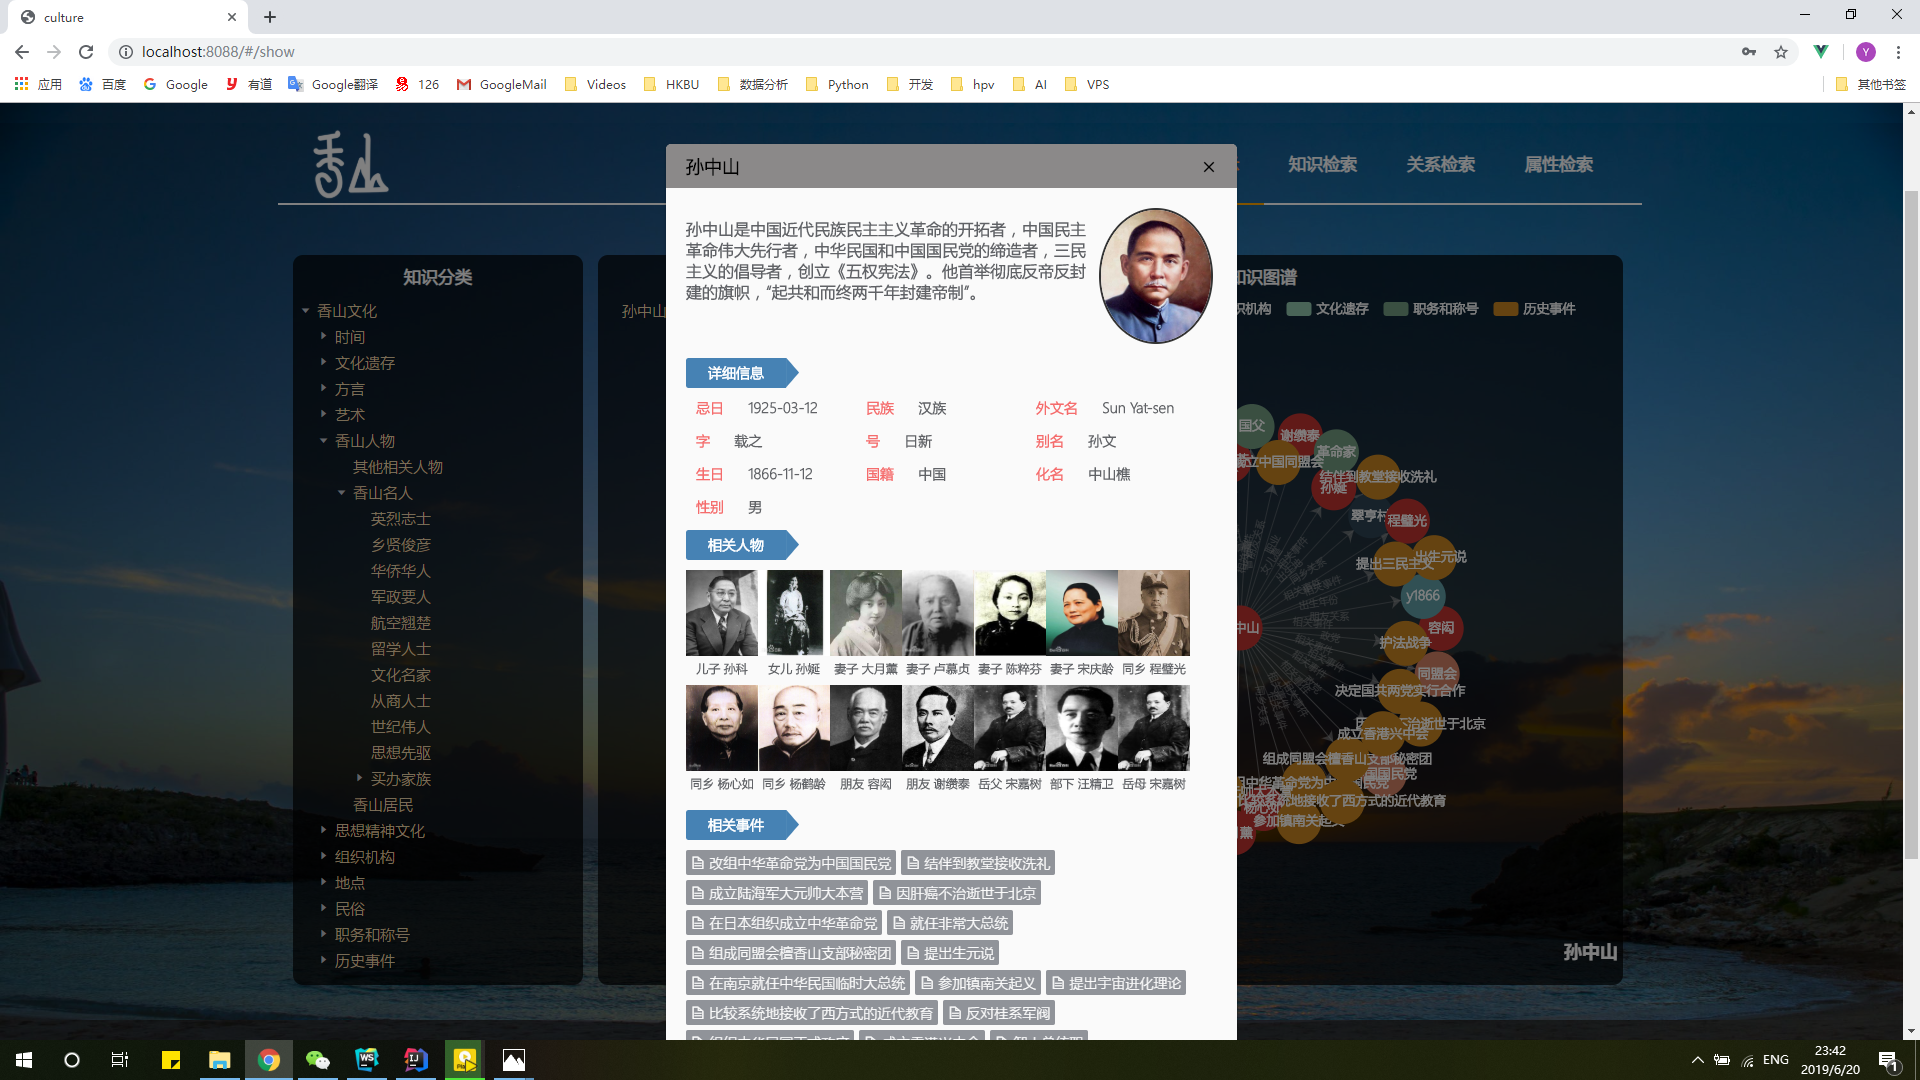 culture
localhost:8088/#/show
应用 百度 Google 有道 Google翻译 126 GoogleMail Videos HKBU 数据分析 Python 开发 hpv AI VPS 其他书签
香山
知识检索 关系检索 属性检索
知识分类
香山文化
时间
文化遗存
方言
艺术
香山人物
其他相关人物
香山名人
英烈志士
乡贤俊彦
华侨华人
军政要人
航空翘楚
留学人士
文化名家
从商人士
世纪伟人
思想先驱
买办家族
香山居民
思想精神文化
组织机构
地点
民俗
职务和称号
历史事件
孙中山
孙中山
孙中山是中国近代民族民主主义革命的开拓者，中国民主
革命伟大先行者，中华民国和中国国民党的缔造者，三民
主义的倡导者，创立《五权宪法》。他首举彻底反帝反封
建的旗帜，“起共和而终两千年封建帝制”。
详细信息
忌日 1925-03-12 民族 汉族 外文名 Sun Yat-sen
字 载之 号 日新 别名 孙文
生日 1866-11-12 国籍 中国 化名 中山樵
性别 男
相关人物
儿子 孙科 女儿 孙娫 妻子 大月薰 妻子 卢慕贞 妻子 陈粹芬 妻子 宋庆龄 同乡 程璧光
同乡 杨心如 同乡 杨鹤龄 朋友 容闳 朋友 谢缵泰 岳父 宋嘉树 部下 汪精卫 岳母 宋嘉树
相关事件
改组中华革命党为中国国民党 结伴到教堂接收洗礼
成立陆海军大元帅大本营 因肝癌不治逝世于北京
在日本组织成立中华革命党 就任非常大总统
组成同盟会檀香山支部秘密团 提出生元说
在南京就任中华民国临时大总统 参加镇南关起义 提出宇宙进化论
比较系统地接收了西方式的近代教育 反对桂系军阀
知识图谱
织机构 文化遗存 职务和称号 历史事件
国父
谢缵泰
革命家
成立中国同盟会
结伴到教堂接收洗礼
孙娫
翠亨村
程璧光
提出三民主义
出生元说
y1866
容闳
护法战争
同盟会
决定国共两党实行合作
治逝世于北京
成立香港兴中会
组成同盟会檀香山支部秘密团
国国民党
中华革命党为中
比较系统地接收了西方式的近代教育
杨心如
参加镇南关起义
薰
中山
孙中山
ENG
23:42
2019/6/20
1